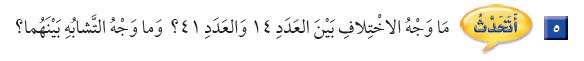 ٥ أَتَحَدَّثُ مَا وَجْهُ الاخْتِلافِ بَيْنَ العَدَدِ ١٤ وَالعَدَدِ ٤١؟ وَما وَجْهُ التَّشابُهِ بَيْنَهُما؟